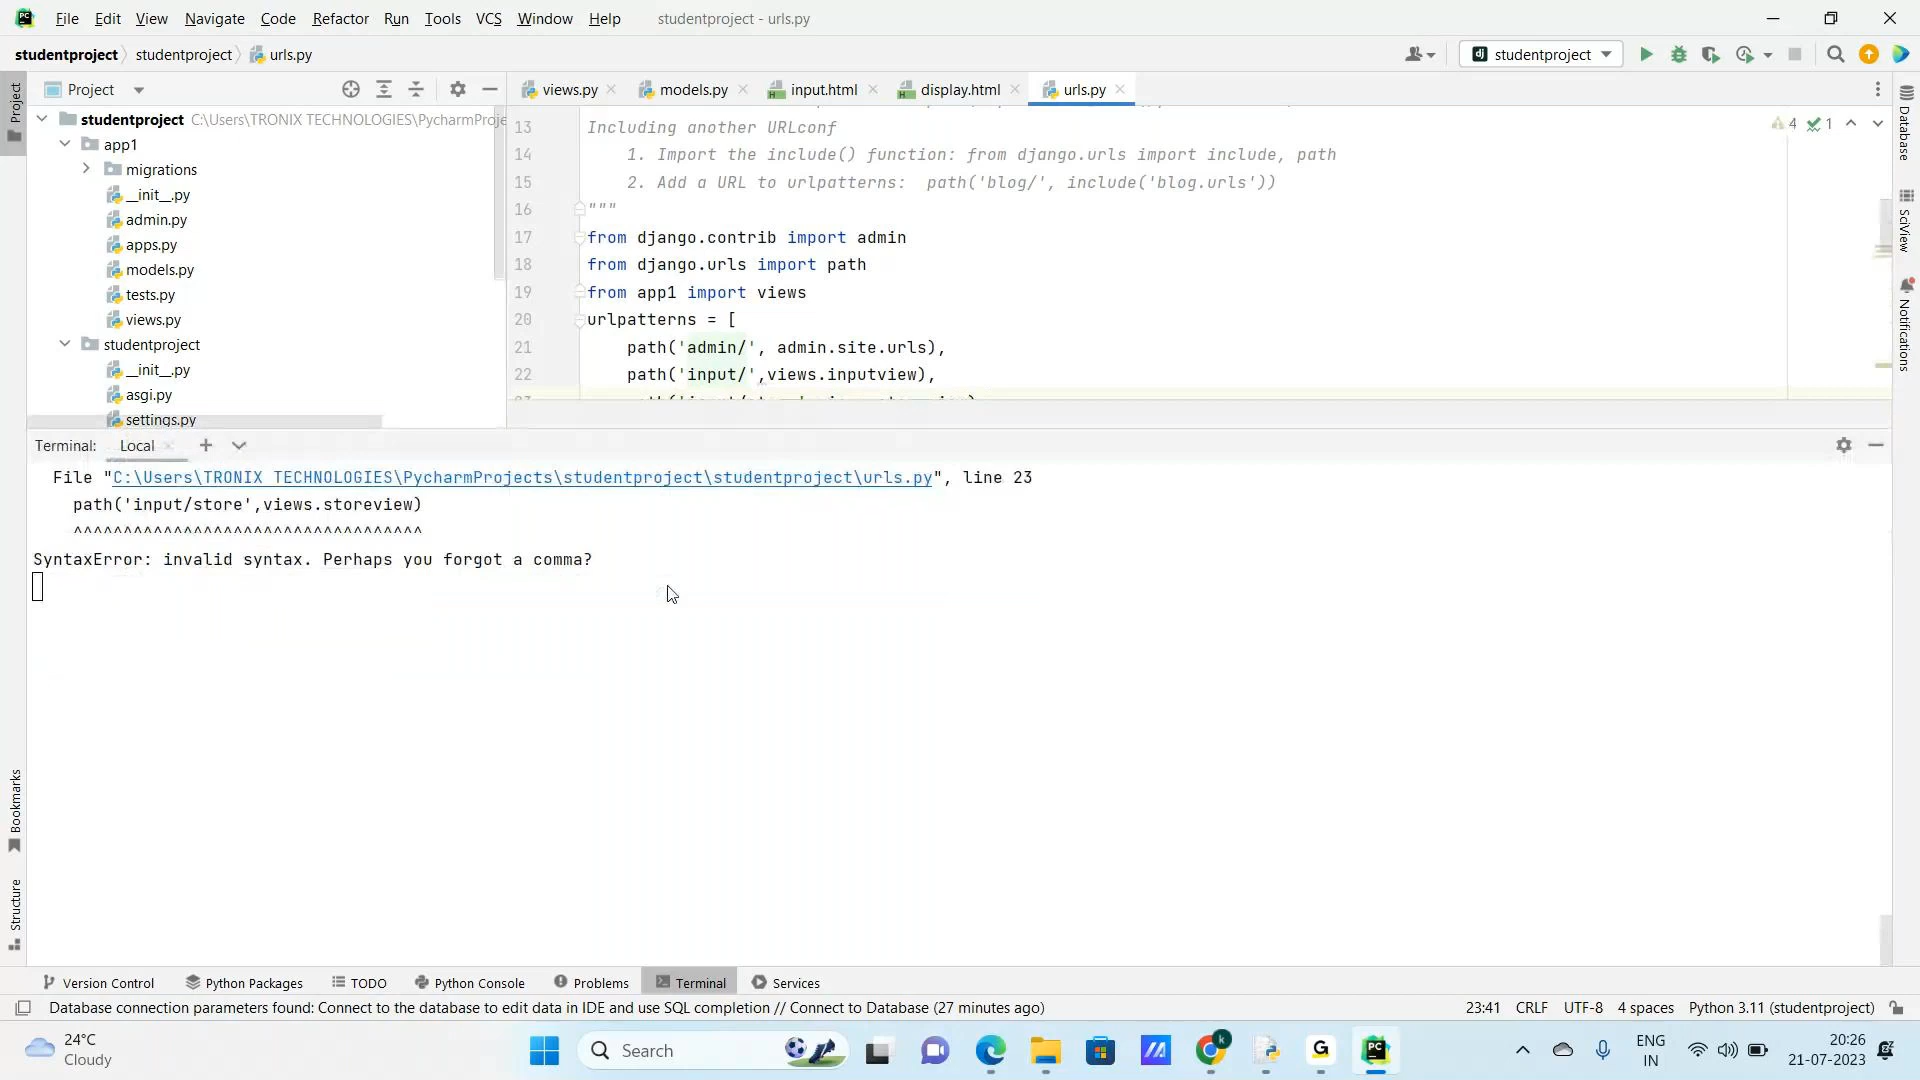 File Edit View Navigate Code Refactor Run Tools VCS Window Help studentproject - urls.py
studentproject studentproject urls.py
studentproject
Project
views.py models.py input.html display.html urls.py
studentproject C:\Users\TRONIX TECHNOLOGIES\PycharmProje
app1
migrations
__init__.py
admin.py
apps.py
models.py
tests.py
views.py
studentproject
__init__.py
asgi.py
settings.py
4 1
13 Including another URLconf
14 1. Import the include() function: from django.urls import include, path
15 2. Add a URL to urlpatterns: path('blog/', include('blog.urls'))
16 """
17 from django.contrib import admin
18 from django.urls import path
19 from app1 import views
20 urlpatterns = [
21 path('admin/', admin.site.urls),
22 path('input/',views.inputview),
Terminal: Local
File "C:\Users\TRONIX TECHNOLOGIES\PycharmProjects\studentproject\studentproject\urls.py", line 23
path('input/store',views.storeview)
^^^^^^^^^^^^^^^^^^^^^^^^^^^^^^^^^^^
SyntaxError: invalid syntax. Perhaps you forgot a comma?
Project
Bookmarks
Structure
Database
SciView
Notifications
Version Control Python Packages TODO Python Console Problems Terminal Services
Database connection parameters found: Connect to the database to edit data in IDE and use SQL completion // Connect to Database (27 minutes ago) 23:41 CRLF UTF-8 4 spaces Python 3.11 (studentproject)
24°C
Cloudy
Search
ENG
IN
20:26
21-07-2023